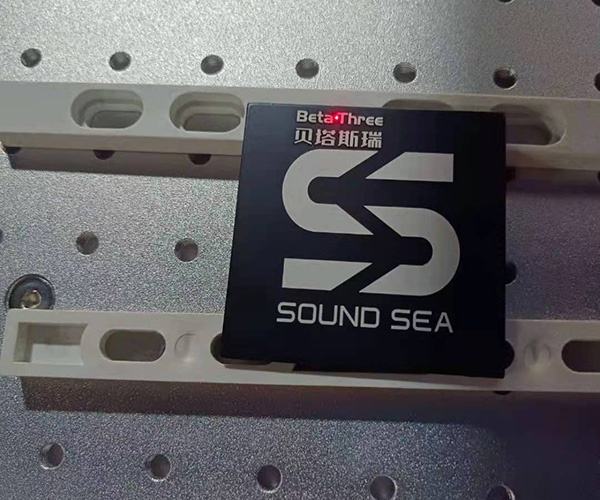 Beta•Three
贝塔斯瑞
SOUND SEA